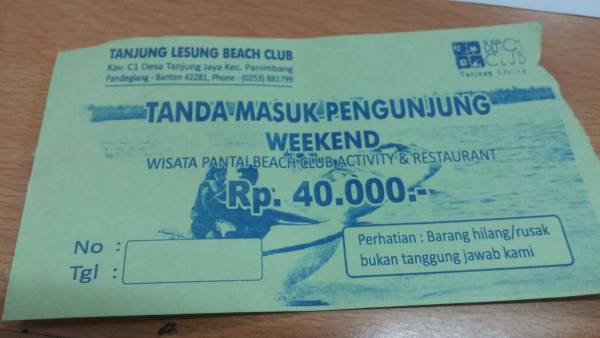 TANJUNG LESUNG BEACH CLUB
Kav. C1 Desa Tanjung Jaya Kec. Panimbang
Pandeglang - Banten 42281, Phone : (0253) 881799
BEACH
CLUB
Tanjung Lesung
TANDA MASUK PENGUNJUNG
WEEKEND
WISATA PANTAI BEACH CLUB ACTIVITY & RESTAURANT
Rp. 40.000.-
No :
Tgl :
Perhatian : Barang hilang/rusak
bukan tanggung jawab kami